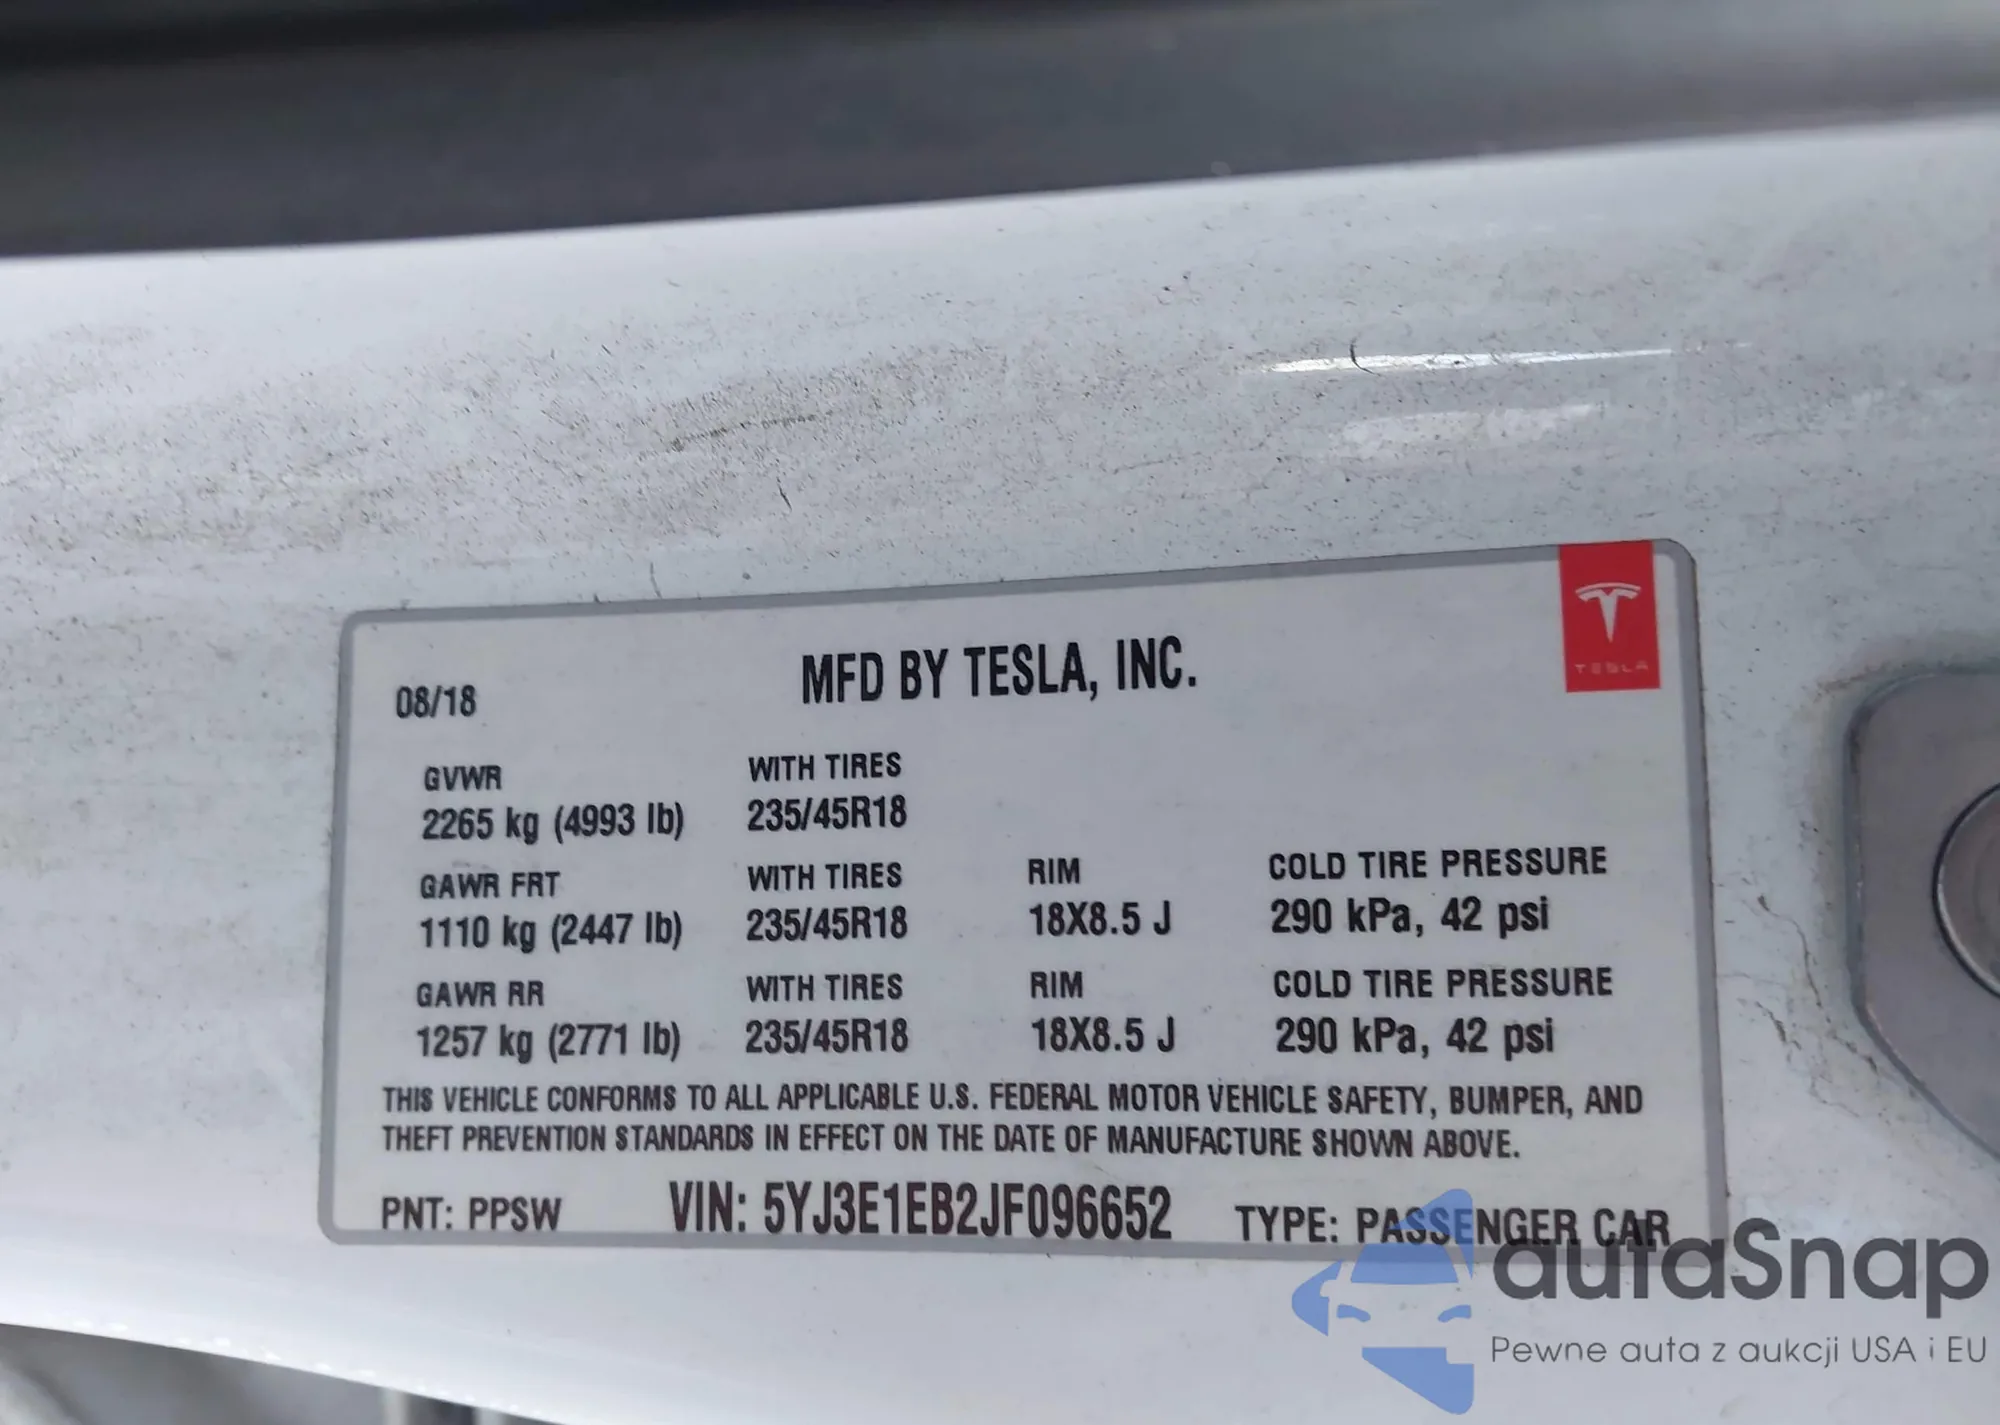 TESLA
08/18
MFD BY TESLA, INC.
GVWR
2265 kg (4993 lb)
WITH TIRES
235/45R18
GAWR FRT
1110 kg (2447 lb)
WITH TIRES
235/45R18
RIM
18X8.5 J
COLD TIRE PRESSURE
290 kPa, 42 psi
GAWR RR
1257 kg (2771 lb)
WITH TIRES
235/45R18
RIM
18X8.5 J
COLD TIRE PRESSURE
290 kPa, 42 psi
THIS VEHICLE CONFORMS TO ALL APPLICABLE U.S. FEDERAL MOTOR VEHICLE SAFETY, BUMPER, AND
THEFT PREVENTION STANDARDS IN EFFECT ON THE DATE OF MANUFACTURE SHOWN ABOVE.
PNT: PPSW VIN: 5YJ3E1EB2JF096652 TYPE: PASSENGER CAR
autaSnap
Pewne auta z aukcji USA i EU